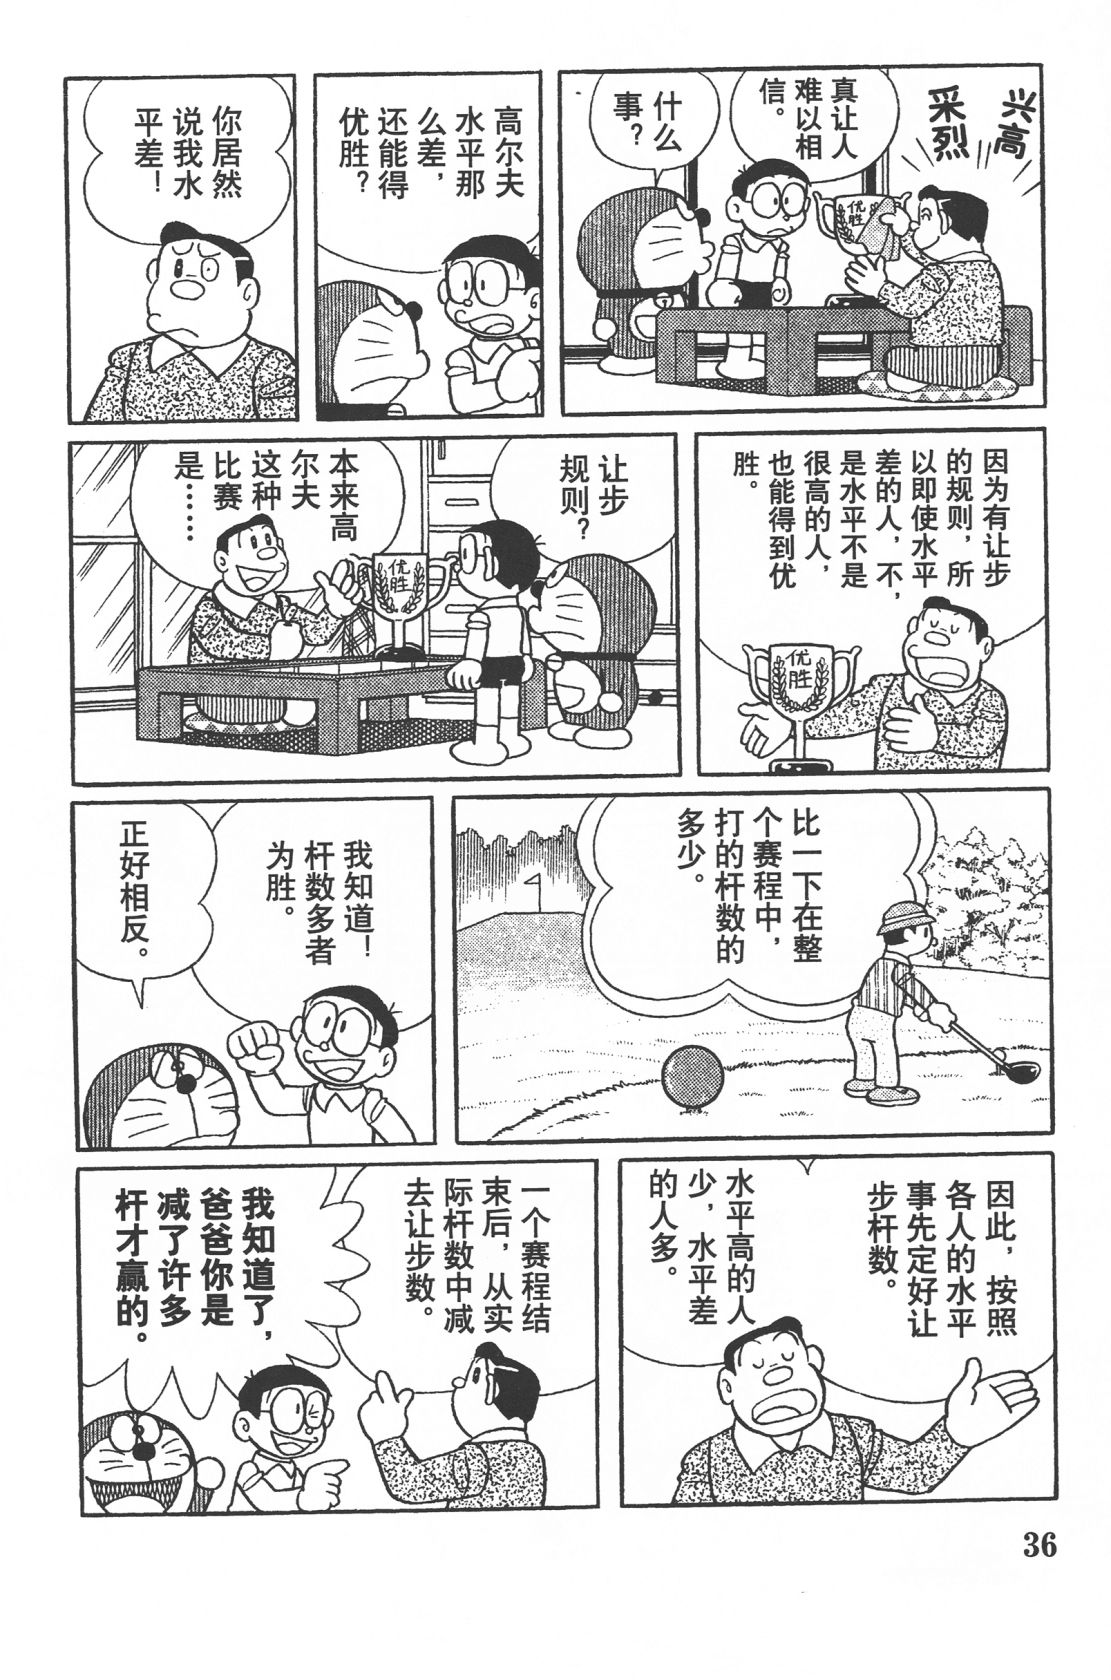 兴高
采烈
优
胜
真让人
难以相
信。
什么
事？
高尔夫
水平那
么差，
还能得
优胜？
你居然
说我水
平差！
因为有让步
的规则，所
以即使水平
差的人，不，
是水平不是
很高的人，
也能得到优
胜。
优
胜
让步
规则？
本来高
尔夫
这种
比赛
是……
优
胜
比一下在整
个赛程中，
打的杆数的
多少。
我知道！
杆数多者
为胜。
正好相反。
因此，按照
各人的水平
事先定好让
步杆数。
水平高的人
少，水平差
的人多。
一个赛程结
束后，从实
际杆数中减
去让步数。
我知道了，
爸爸你是
减了许多
杆才赢的。
36